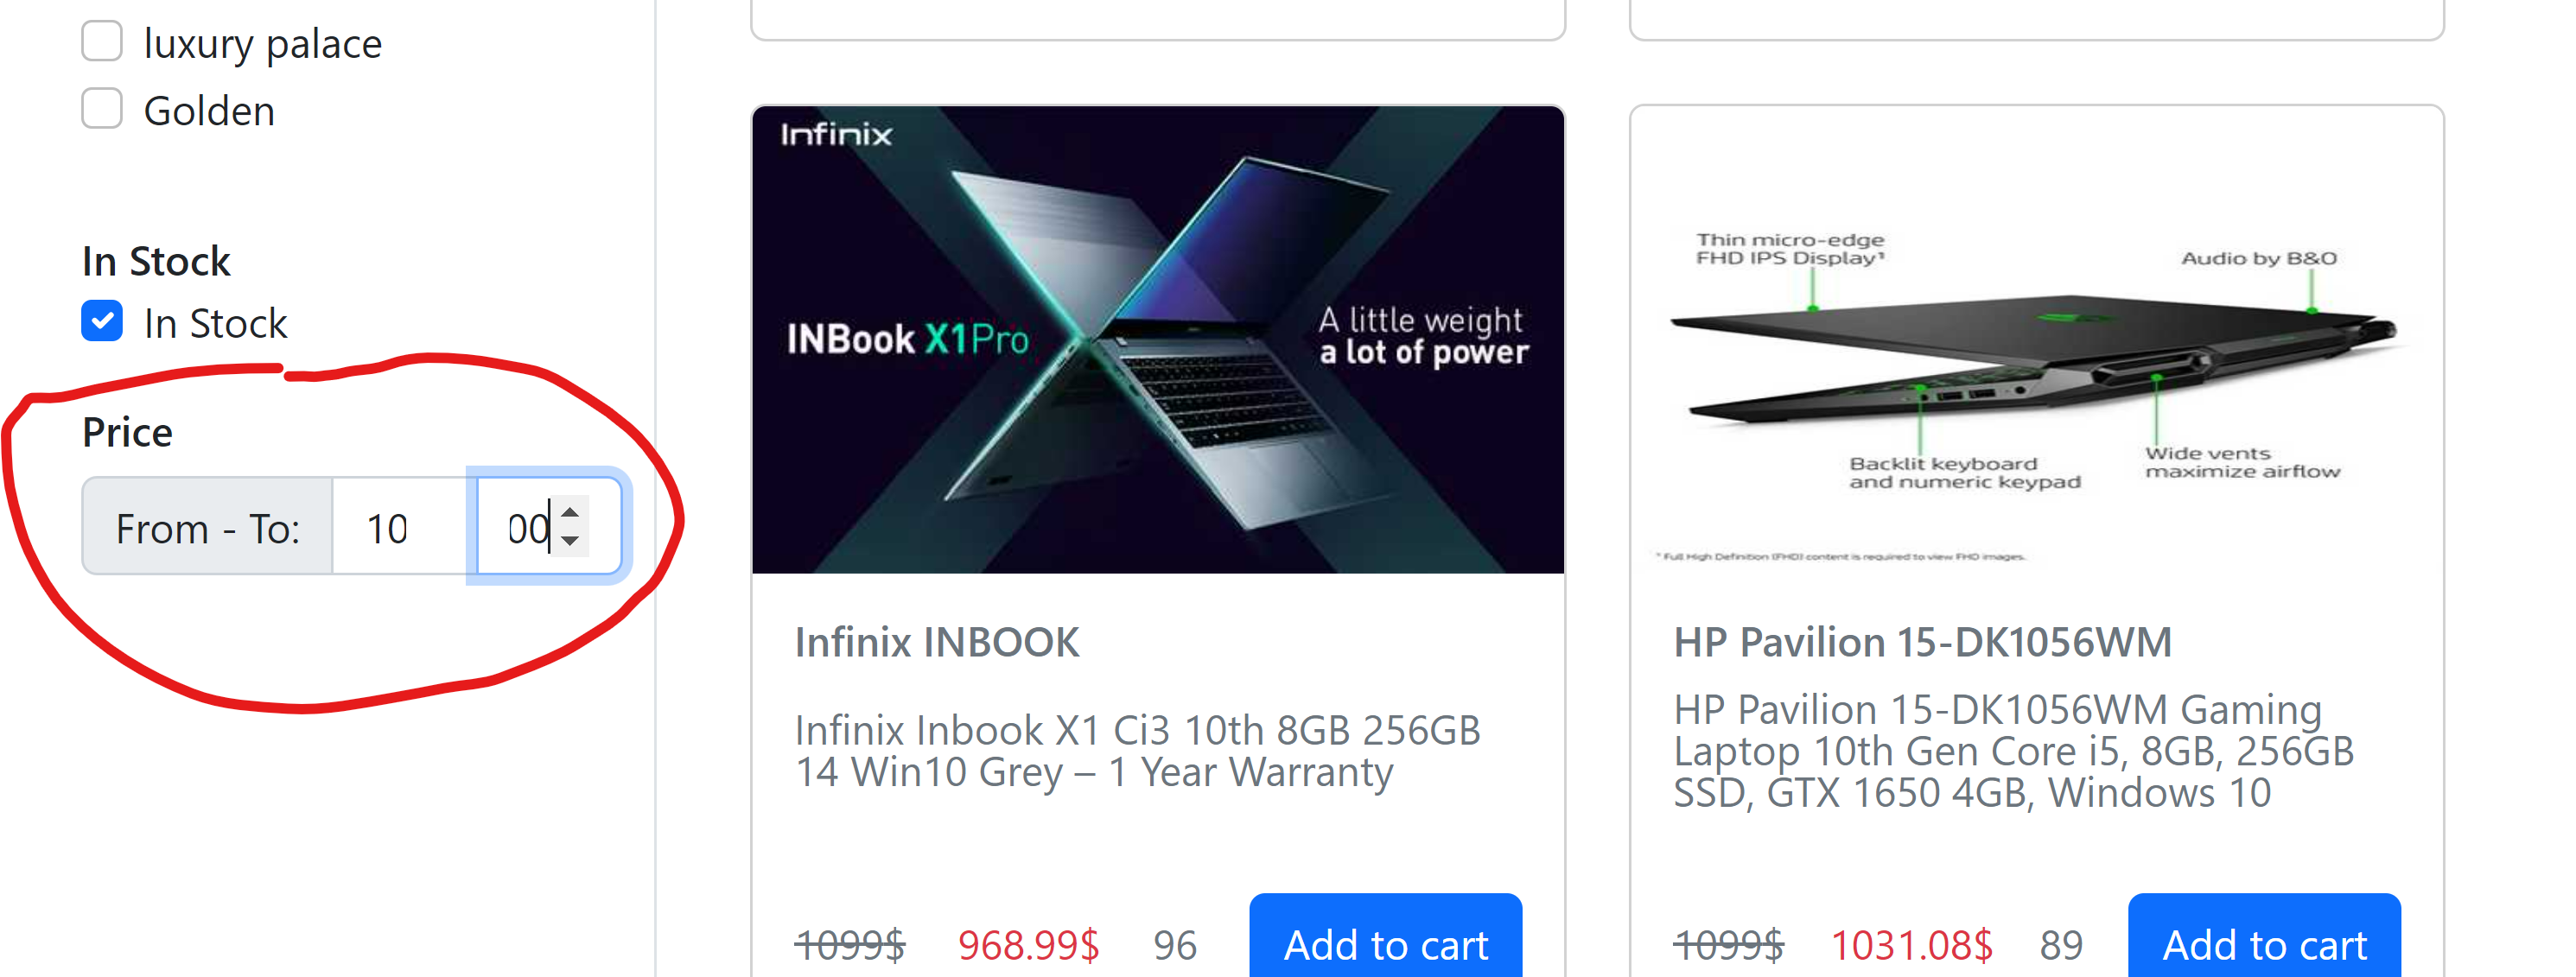 luxury palace
Golden
In Stock
In Stock
Price
From - To: 10 00
Infinix
INBook X1Pro
A little weight
a lot of power
Infinix INBOOK
Infinix Inbook X1 Ci3 10th 8GB 256GB
14 Win10 Grey – 1 Year Warranty
1099$ 968.99$ 96 Add to cart
Thin micro-edge
FHD IPS Display¹
Audio by B&O
Backlit keyboard
and numeric keypad
Wide vents
maximize airflow
¹ Full High Definition (FHD) content is required to view FHD images.
HP Pavilion 15-DK1056WM
HP Pavilion 15-DK1056WM Gaming
Laptop 10th Gen Core i5, 8GB, 256GB
SSD, GTX 1650 4GB, Windows 10
1099$ 1031.08$ 89 Add to cart